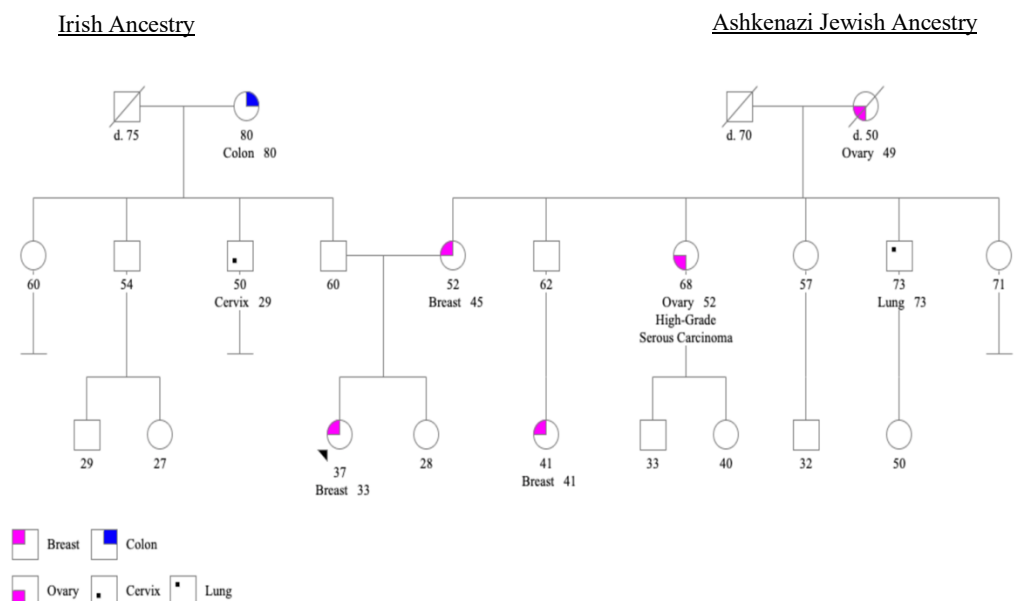 Irish Ancestry
Ashkenazi Jewish Ancestry
d. 75
80
Colon 80
d. 70
d. 50
Ovary 49
60
54
50
Cervix 29
60
52
Breast 45
62
68
Ovary 52
High-Grade
Serous Carcinoma
57
73
Lung 73
71
29
27
37
Breast 33
28
41
Breast 41
33
40
32
50
Breast
Colon
Ovary
Cervix
Lung